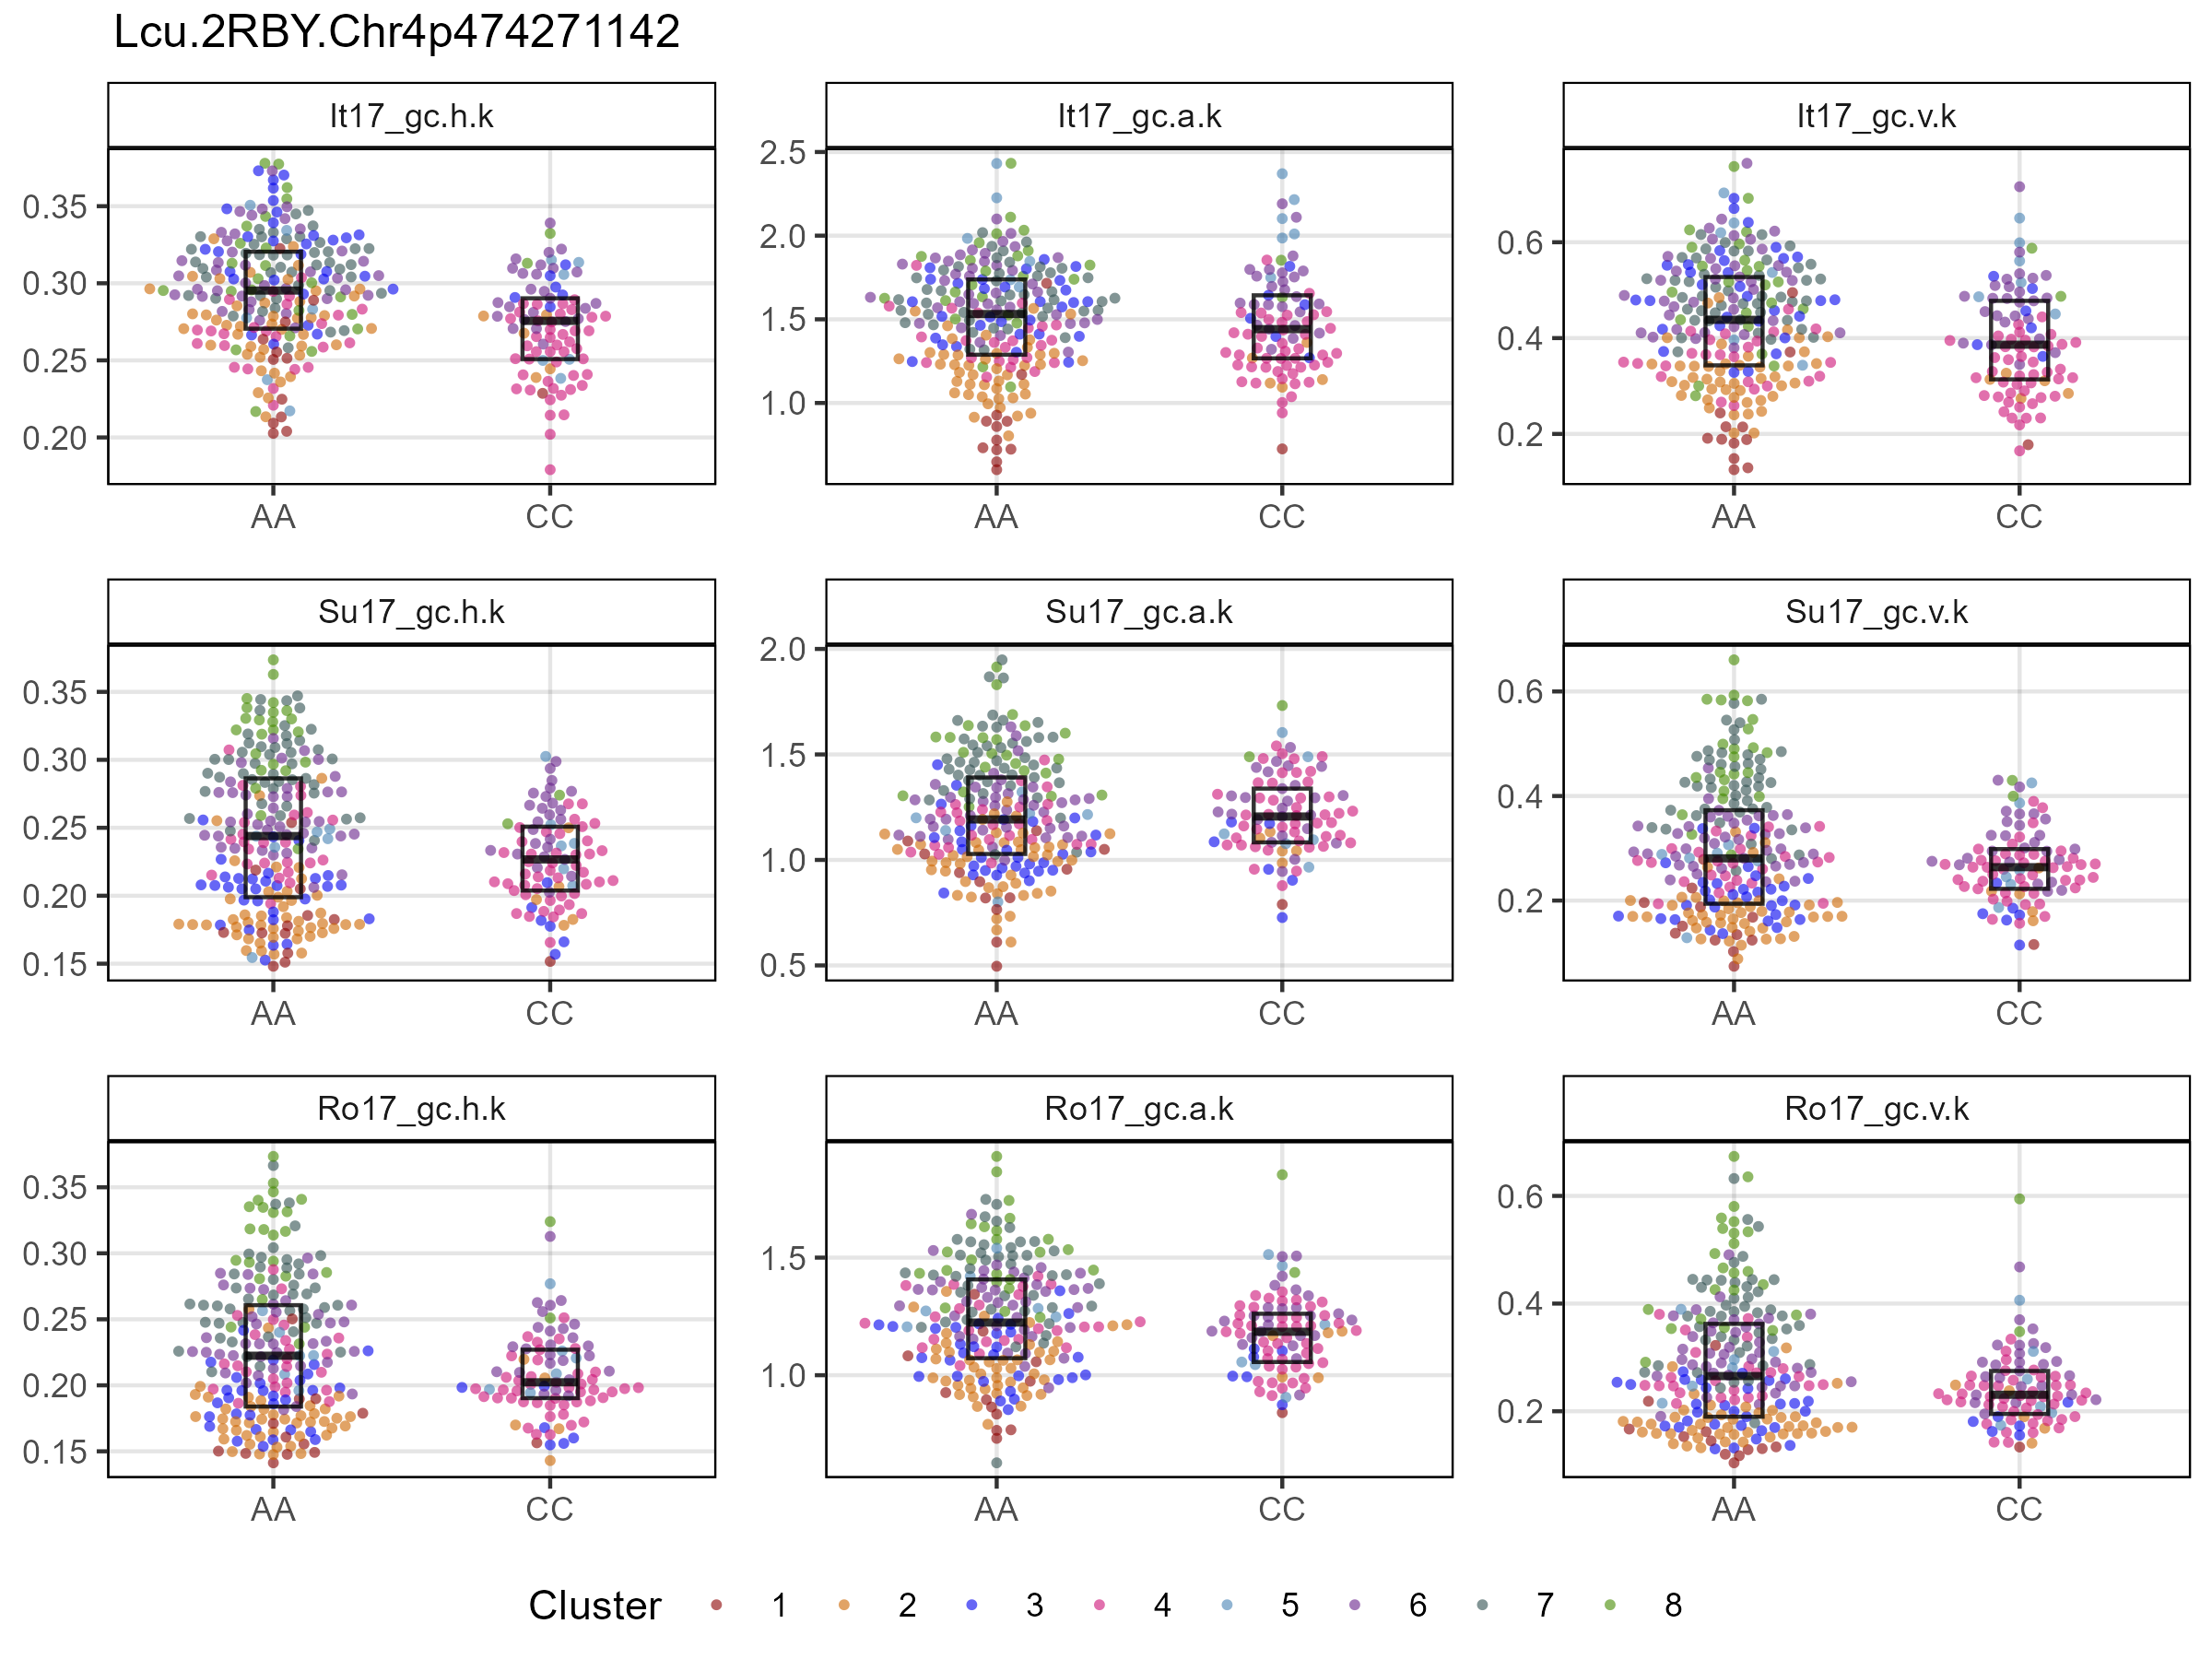 Lcu.2RBY.Chr4p474271142
It17_gc.h.k
It17_gc.a.k
It17_gc.v.k
0.35
0.30
0.25
0.20
AA
CC
2.5
2.0
1.5
1.0
AA
CC
0.6
0.4
0.2
AA
CC
Su17_gc.h.k
Su17_gc.a.k
Su17_gc.v.k
0.35
0.30
0.25
0.20
0.15
AA
CC
2.0
1.5
1.0
0.5
AA
CC
0.6
0.4
0.2
AA
CC
Ro17_gc.h.k
Ro17_gc.a.k
Ro17_gc.v.k
0.35
0.30
0.25
0.20
0.15
AA
CC
1.5
1.0
AA
CC
0.6
0.4
0.2
AA
CC
Cluster 1 2 3 4 5 6 7 8